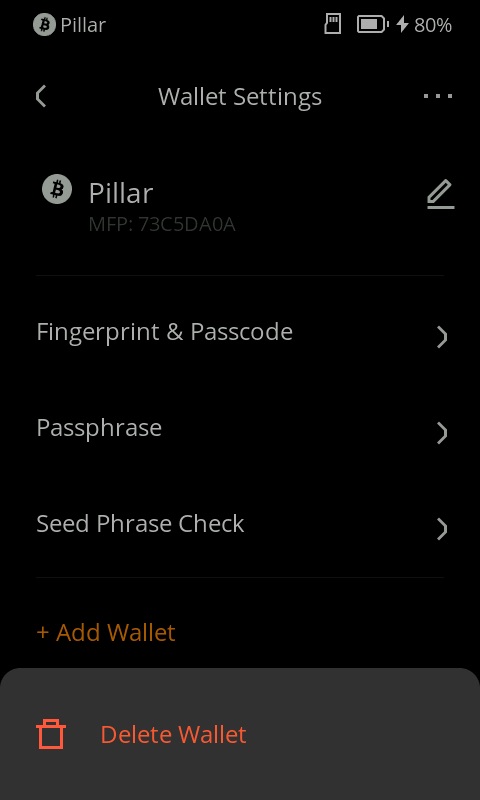 Pillar
80%
Wallet Settings
Pillar
MFP: 73C5DA0A
Fingerprint & Passcode
Passphrase
Seed Phrase Check
+ Add Wallet
Delete Wallet